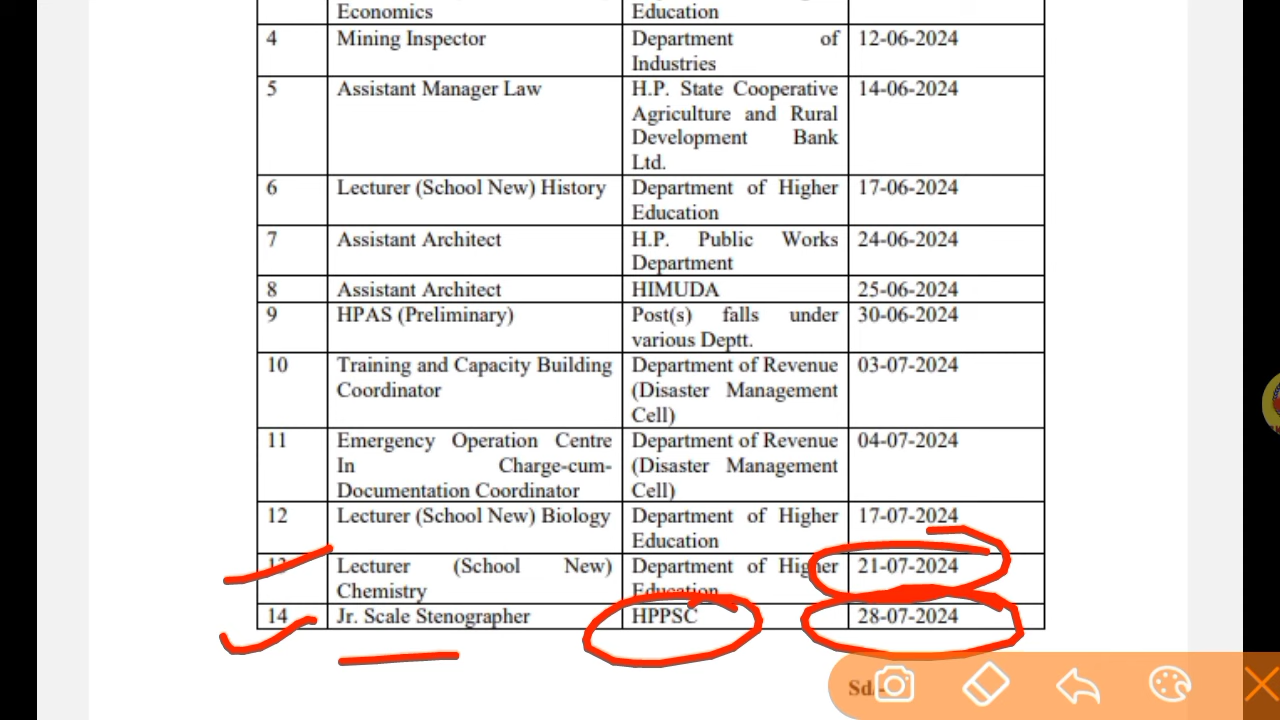 Economics Education
4 Mining Inspector Department of 12-06-2024
Industries
5 Assistant Manager Law H.P. State Cooperative 14-06-2024
Agriculture and Rural
Development Bank
Ltd.
6 Lecturer (School New) History Department of Higher 17-06-2024
Education
7 Assistant Architect H.P. Public Works 24-06-2024
Department
8 Assistant Architect HIMUDA 25-06-2024
9 HPAS (Preliminary) Post(s) falls under 30-06-2024
various Deptt.
10 Training and Capacity Building Department of Revenue 03-07-2024
Coordinator (Disaster Management
Cell)
11 Emergency Operation Centre Department of Revenue 04-07-2024
In Charge-cum- (Disaster Management
Documentation Coordinator Cell)
12 Lecturer (School New) Biology Department of Higher 17-07-2024
Education
13 Lecturer (School New) Department of Higher 21-07-2024
Chemistry Education
14 Jr. Scale Stenographer HPPSC 28-07-2024
Sd/-